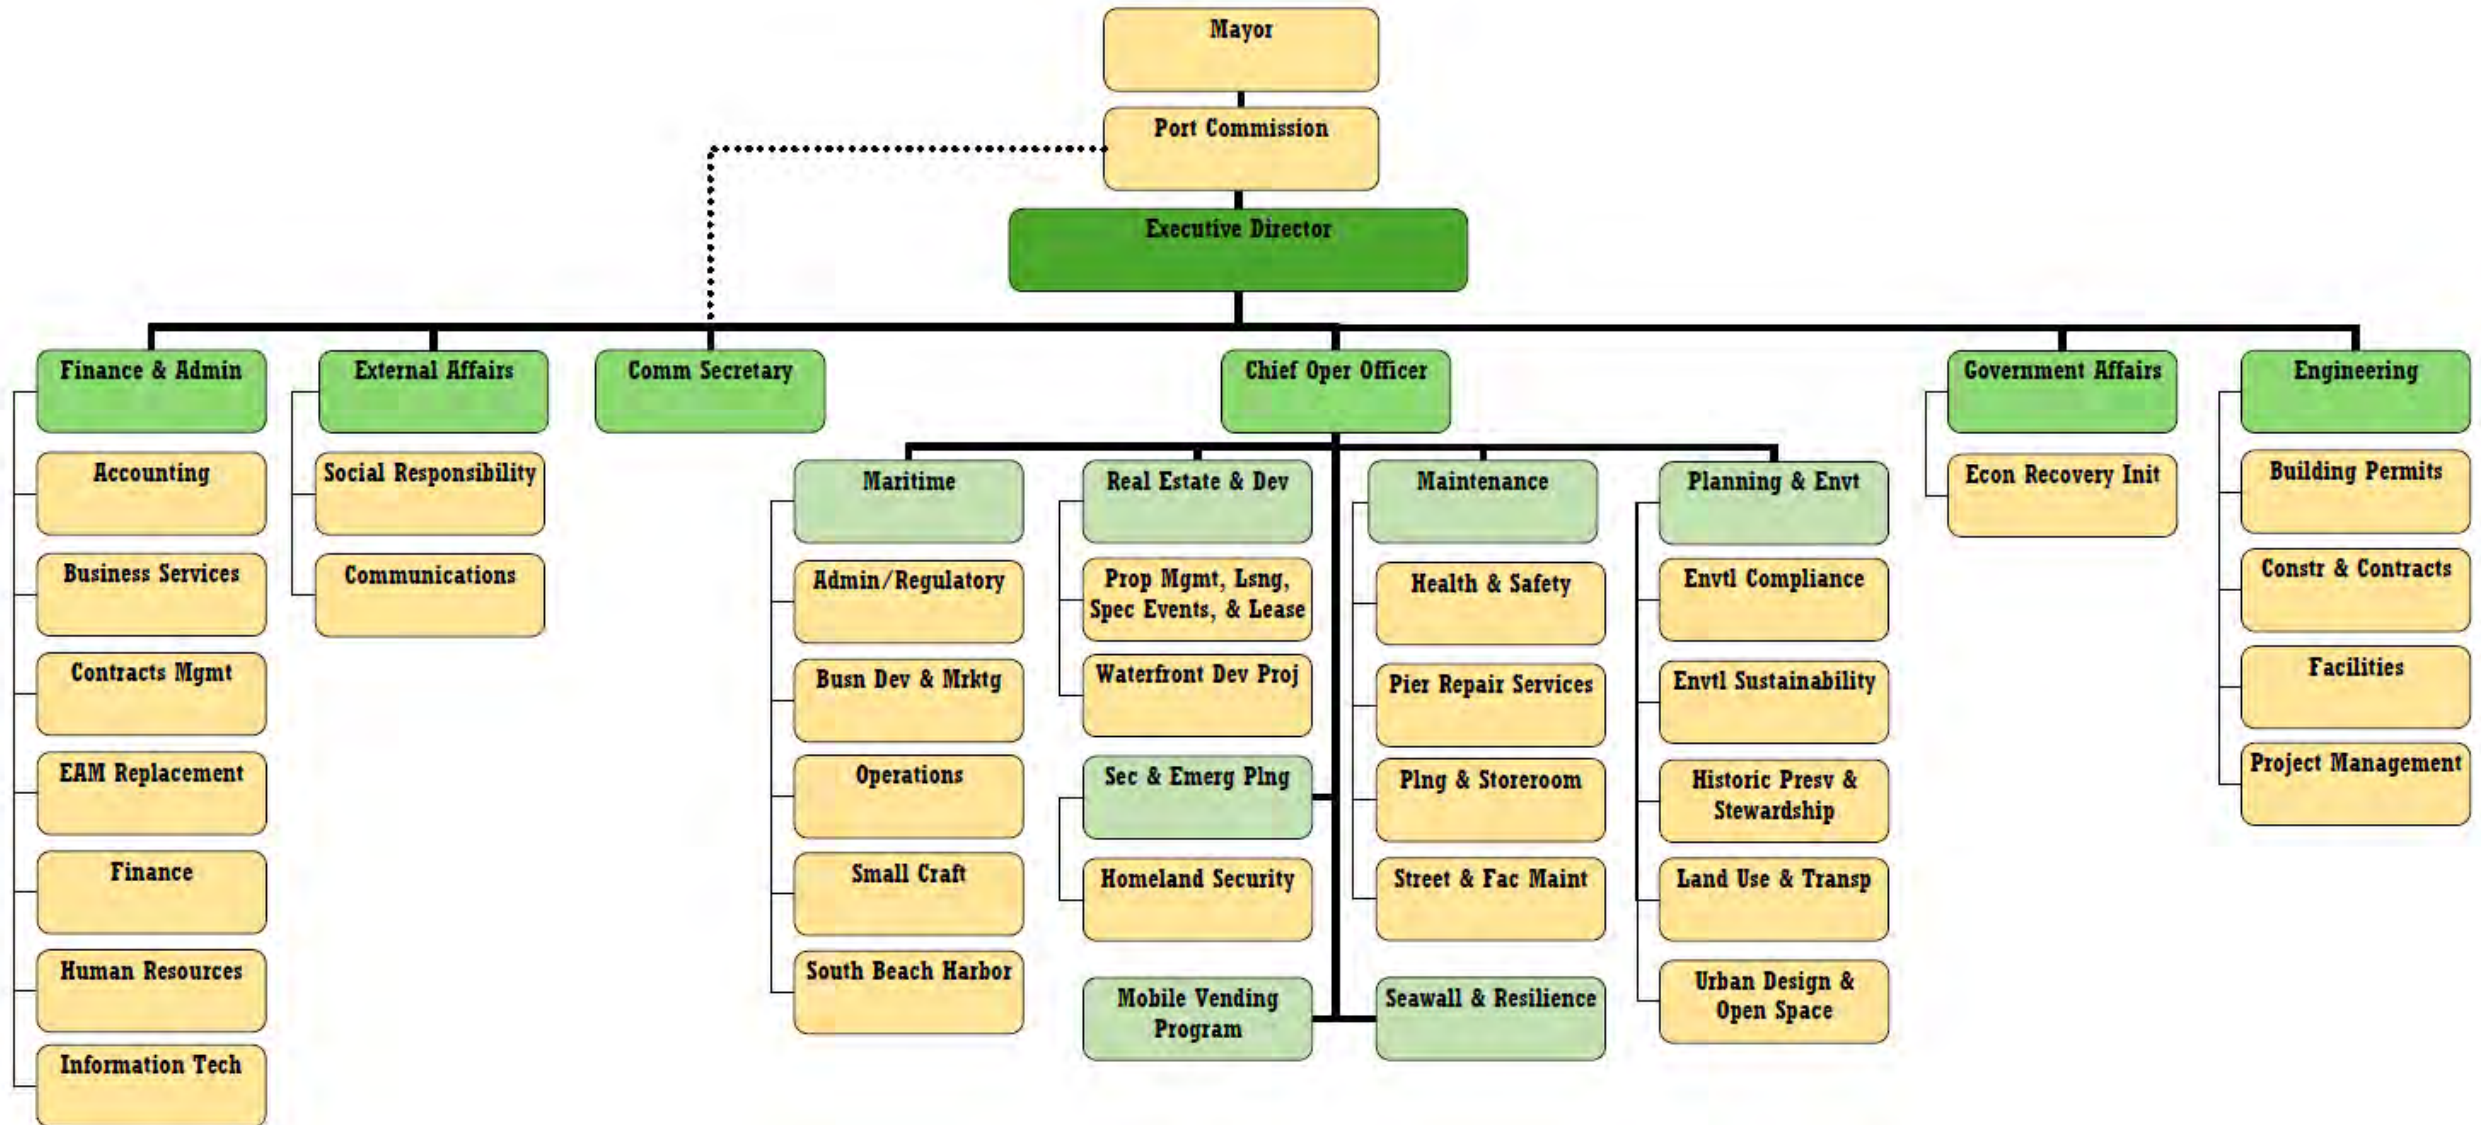 Mayor
Port Commission
Executive Director
Finance & Admin
External Affairs
Comm Secretary
Chief Oper Officer
Government Affairs
Engineering
Accounting
Business Services
Contracts Mgmt
EAM Replacement
Finance
Human Resources
Information Tech
Social Responsibility
Communications
Maritime
Admin/Regulatory
Busn Dev & Mrktg
Operations
Small Craft
South Beach Harbor
Real Estate & Dev
Prop Mgmt, Lsng,
Spec Events, & Lease
Waterfront Dev Proj
Sec & Emerg Plng
Homeland Security
Mobile Vending
Program
Maintenance
Health & Safety
Pier Repair Services
Plng & Storeroom
Street & Fac Maint
Seawall & Resilience
Planning & Envt
Envtl Compliance
Envtl Sustainability
Historic Presv &
Stewardship
Land Use & Transp
Urban Design &
Open Space
Econ Recovery Init
Building Permits
Constr & Contracts
Facilities
Project Management